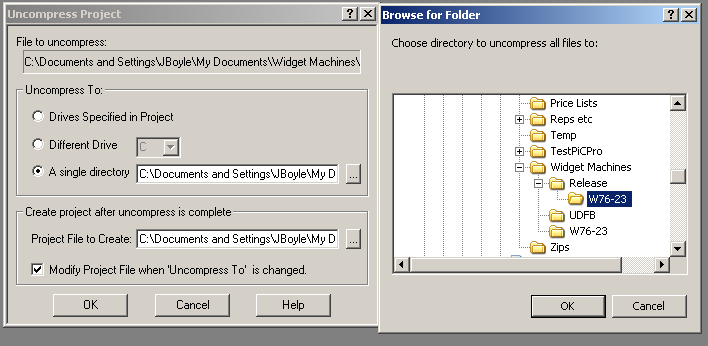 Uncompress Project
File to uncompress:
C:\Documents and Settings\JBoyle\My Documents\Widget Machines\
Uncompress To:
Drives Specified in Project
Different Drive
C
A single directory
C:\Documents and Settings\JBoyle\My D
...
Create project after uncompress is complete
Project File to Create:
C:\Documents and Settings\JBoyle\My D
...
Modify Project File when 'Uncompress To' is changed.
OK
Cancel
Help
Browse for Folder
Choose directory to uncompress all files to:
Price Lists
Reps etc
Temp
TestPiCPro
Widget Machines
Release
W76-23
UDFB
W76-23
Zips
OK
Cancel